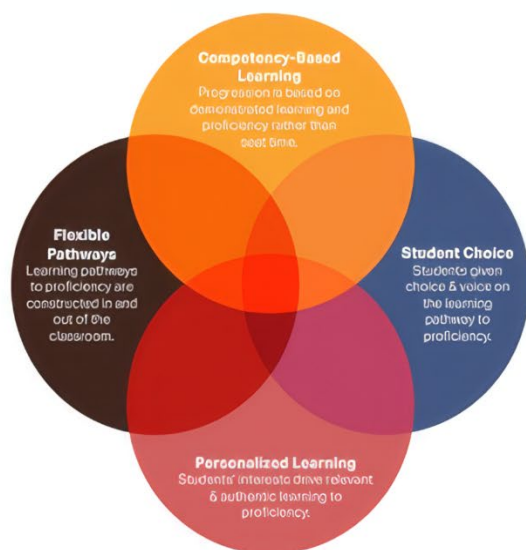 Competency-Based
Learning
Progression is based on
demonstrated learning and
proficiency rather than
seat time.
Flexible
Pathways
Learning pathways
to proficiency are
constructed in and
out of the
classroom.
Student Choice
Students given
choice & voice on
the learning
pathway to
proficiency.
Personalized Learning
Students' interests drive relevant
& authentic learning to
proficiency.